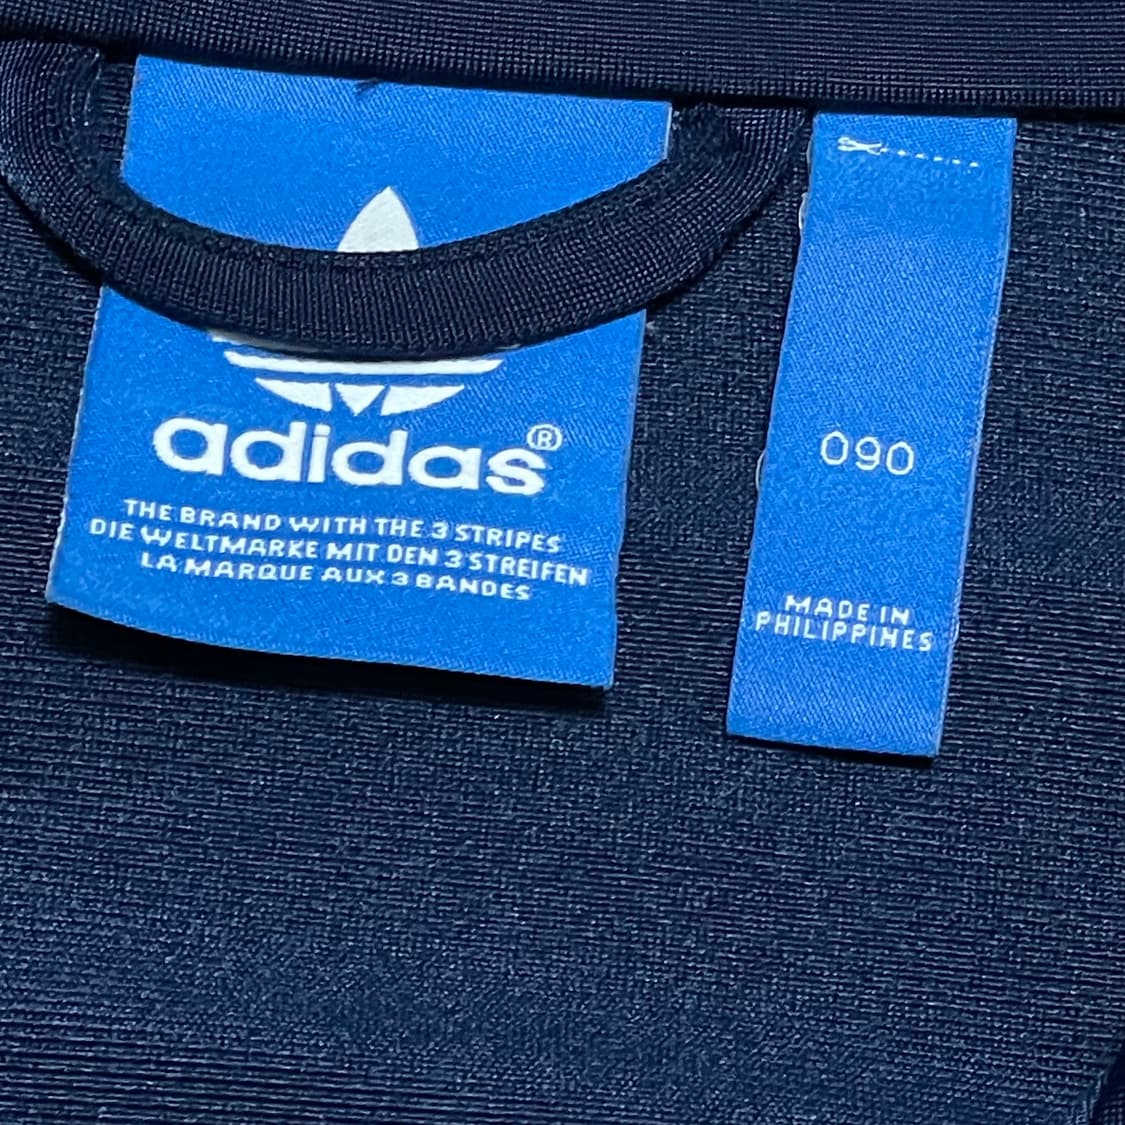 adidas®
THE BRAND WITH THE 3 STRIPES
DIE WELTMARKE MIT DEN 3 STREIFEN
LA MARQUE AUX 3 BANDES
090
MADE IN
PHILIPPINES